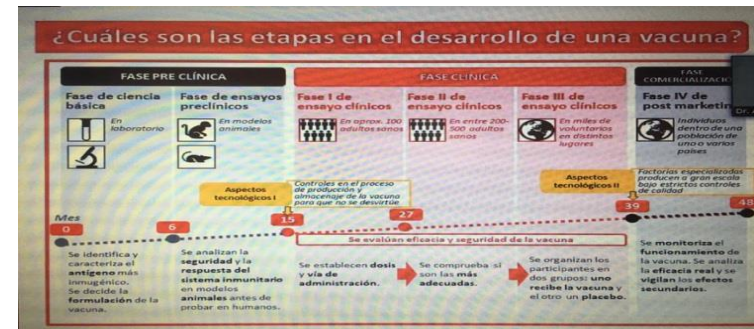 ¿Cuáles son las etapas en el desarrollo de una vacuna?
FASE PRE CLÍNICA
FASE CLINICA
FASE
COMERCIALIZACIO
Fase de ciencia
básica
En
laboratorio
Fase de ensayos
preclínicos
En modelos
animales
Fase I de
ensayo clínicos
En aprox. 100
adultos sanos
Fase II de
ensayo clínicos
En entre 200-
500 adultos
sanos
Fase III de
ensayo clínicos
En miles de
voluntarios
en distintos
lugares
Fase IV de
post marketin
Individuos
dentro de una
población de
una o varios
países
Aspectos
tecnológicos I
Controles en el proceso
de producción y
almacenaje de la vacuna
para que no se desvirtúe
Aspectos
tecnológicos II
Factorías especializadas
producen a gran escala
bajo estrictos controles
de calidad
Mes
0
6
15
27
39
48
Se evalúan eficacia y seguridad de la vacuna
Se identifica y
caracteriza el
antígeno más
inmugénico.
Se decide la
formulación de la
vacuna.
Se analizan la
seguridad y la
respuesta del
sistema inmunitario
en modelos
animales antes de
probar en humanos.
Se establecen dosis
y vía de
administración.
Se comprueba si
son las más
adecuadas.
Se organizan los
participantes en
dos grupos: uno
recibe la vacuna y
el otro un placebo.
Se monitoriza el
funcionamiento de
la vacuna. Se analiza
la eficacia real y se
vigilan los efectos
secundarios.